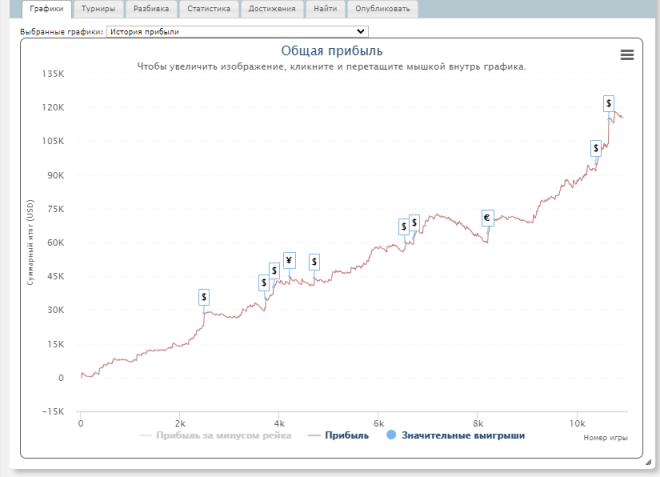 Графики Турниры Разбивка Статистика Достижения Найти Опубликовать
Выбранные графики: История прибыли
Общая прибыль
Чтобы увеличить изображение, кликните и перетащите мышкой внутрь графика.
135K
120K
105K
90K
75K
60K
45K
30K
15K
0
−15K
Суммарный итог (USD)
$
$
$
¥
$
$
$
€
$
$
0 2k 4k 6k 8k 10k
Номер игры
Прибыль за минусом рейка Прибыль Значительные выигрыши